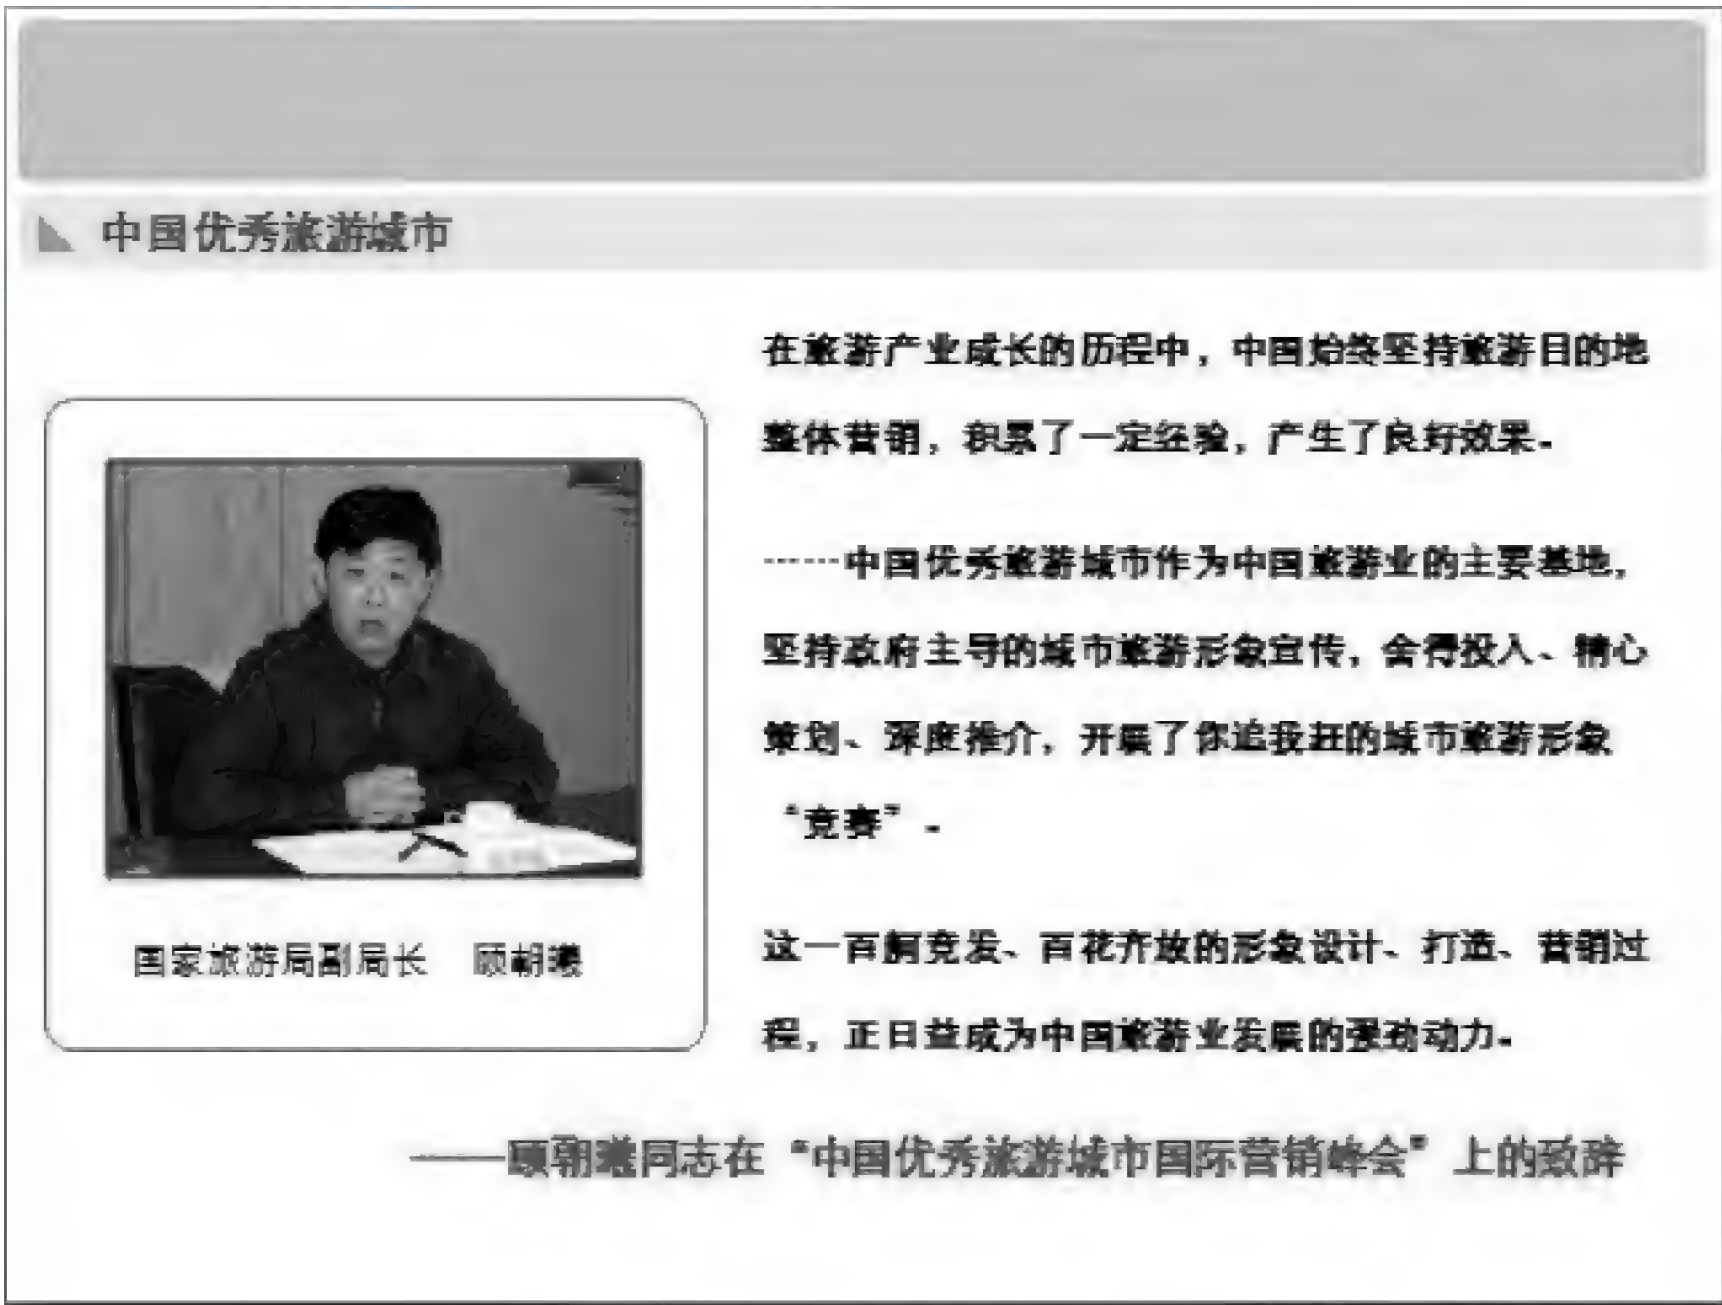 中国优秀旅游城市
在旅游产业成长的历程中，中国始终坚持旅游目的地
整体营销，积累了一定经验，产生了良好效果。
……中国优秀旅游城市作为中国旅游业的主要基地，
坚持政府主导的城市旅游形象宣传，舍得投入、精心
策划、深度推介，开展了你追我赶的城市旅游形象
“竞赛”。
这一百舸竞发、百花齐放的形象设计、打造、营销过
程，正日益成为中国旅游业发展的强劲动力。
国家旅游局副局长 顾朝曦
——顾朝曦同志在“中国优秀旅游城市国际营销峰会”上的致辞